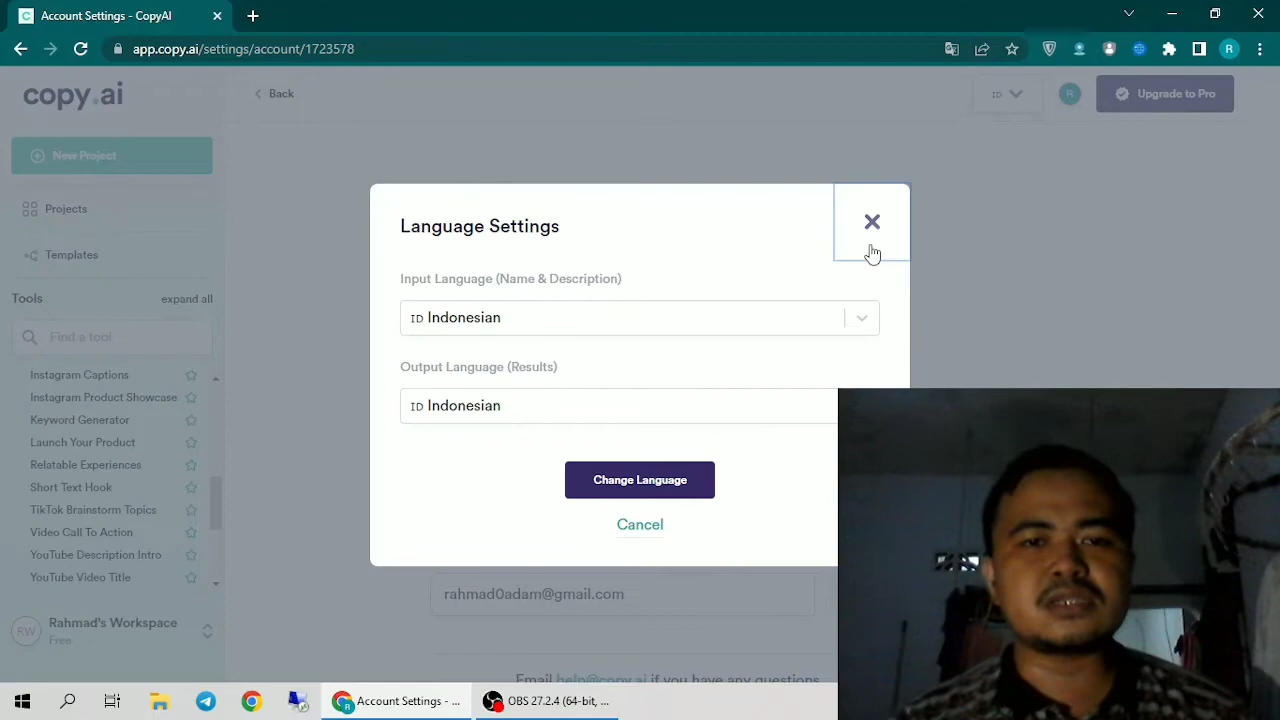 Account Settings - CopyAI
app.copy.ai/settings/account/1723578
R
copy.ai
Back
ID
R
Upgrade to Pro
New Project
Projects
Templates
Tools
expand all
Find a tool
Instagram Captions
Instagram Product Showcase
Keyword Generator
Launch Your Product
Relatable Experiences
Short Text Hook
TikTok Brainstorm Topics
Video Call To Action
YouTube Description Intro
YouTube Video Title
RW
Rahmad's Workspace
Free
Language Settings
Input Language (Name & Description)
ID Indonesian
Output Language (Results)
ID Indonesian
Change Language
Cancel
rahmad0adam@gmail.com
Email help@copy.ai if you have any questions
Account Settings - ...
OBS 27.2.4 (64-bit, ...